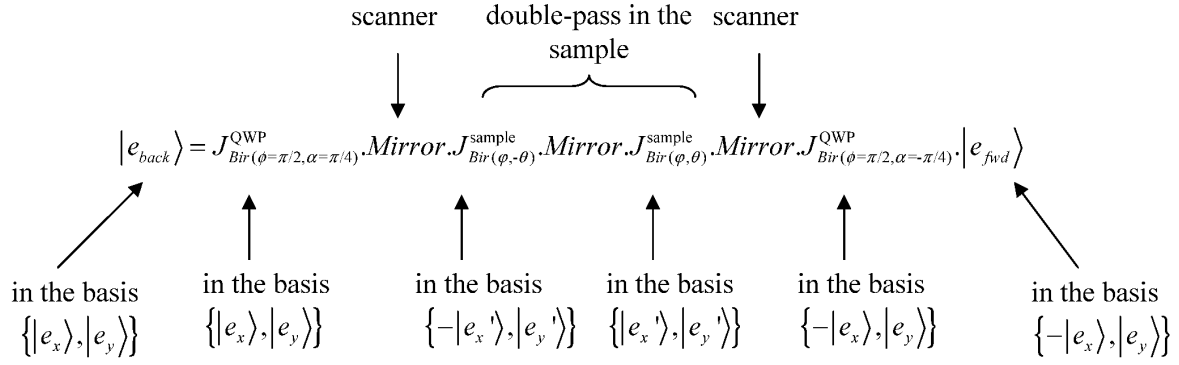 scanner double-pass in the scanner
sample
|e_back⟩ = J^QWP_Bir(ϕ=π/2,α=π/4).Mirror.J^sample_Bir(φ,-θ).Mirror.J^sample_Bir(φ,θ).Mirror.J^QWP_Bir(ϕ=π/2,α=-π/4).|e_fwd⟩
in the basis in the basis in the basis in the basis in the basis in the basis
{|e_x⟩,|e_y⟩} {|e_x⟩,|e_y⟩} {-|e_x'⟩,|e_y'⟩} {|e_x'⟩,|e_y'⟩} {-|e_x⟩,|e_y⟩} {-|e_x⟩,|e_y⟩}